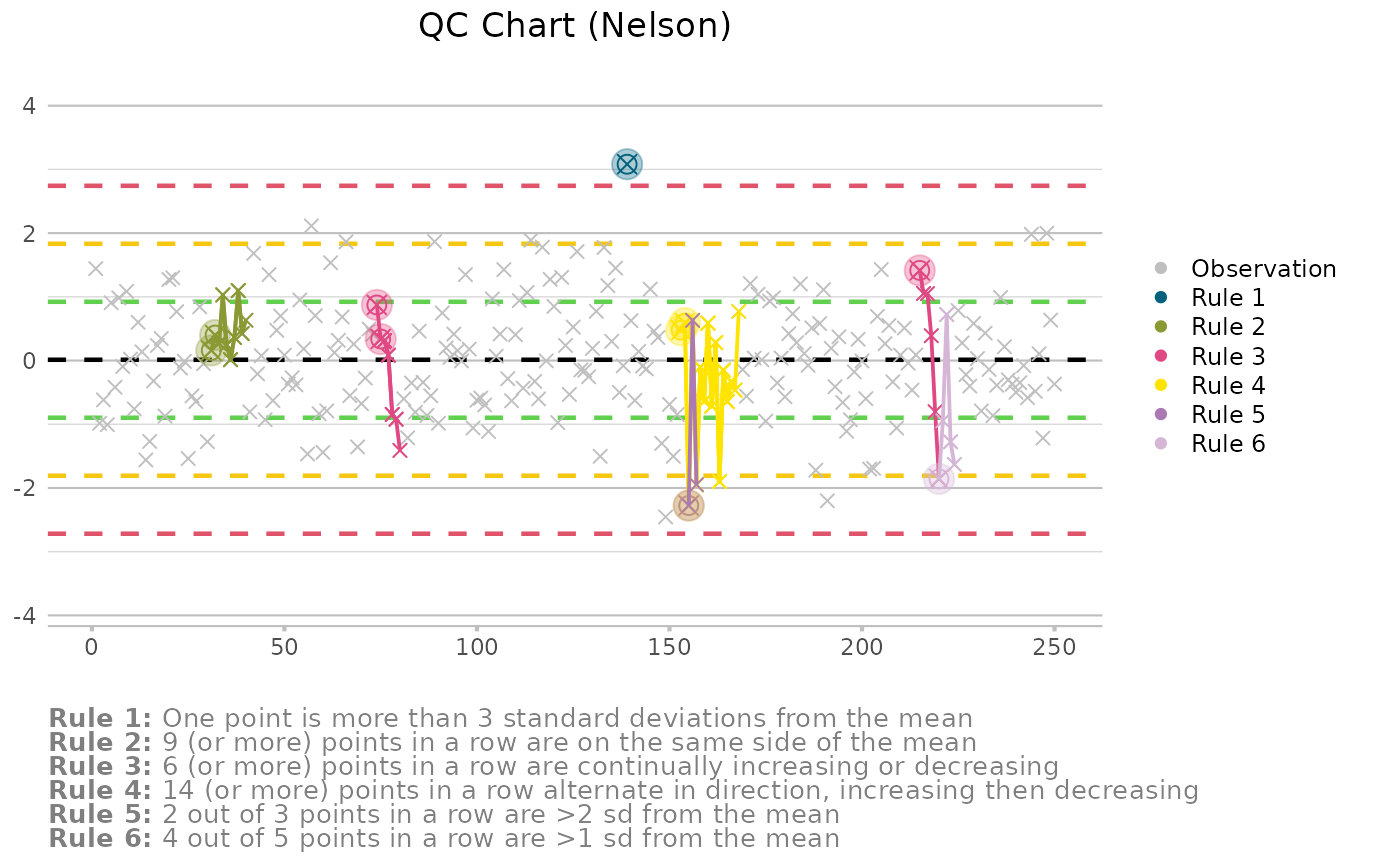 QC Chart (Nelson)
4
2
0
-2
-4
0 50 100 150 200 250
Observation
Rule 1
Rule 2
Rule 3
Rule 4
Rule 5
Rule 6
Rule 1: One point is more than 3 standard deviations from the mean
Rule 2: 9 (or more) points in a row are on the same side of the mean
Rule 3: 6 (or more) points in a row are continually increasing or decreasing
Rule 4: 14 (or more) points in a row alternate in direction, increasing then decreasing
Rule 5: 2 out of 3 points in a row are >2 sd from the mean
Rule 6: 4 out of 5 points in a row are >1 sd from the mean